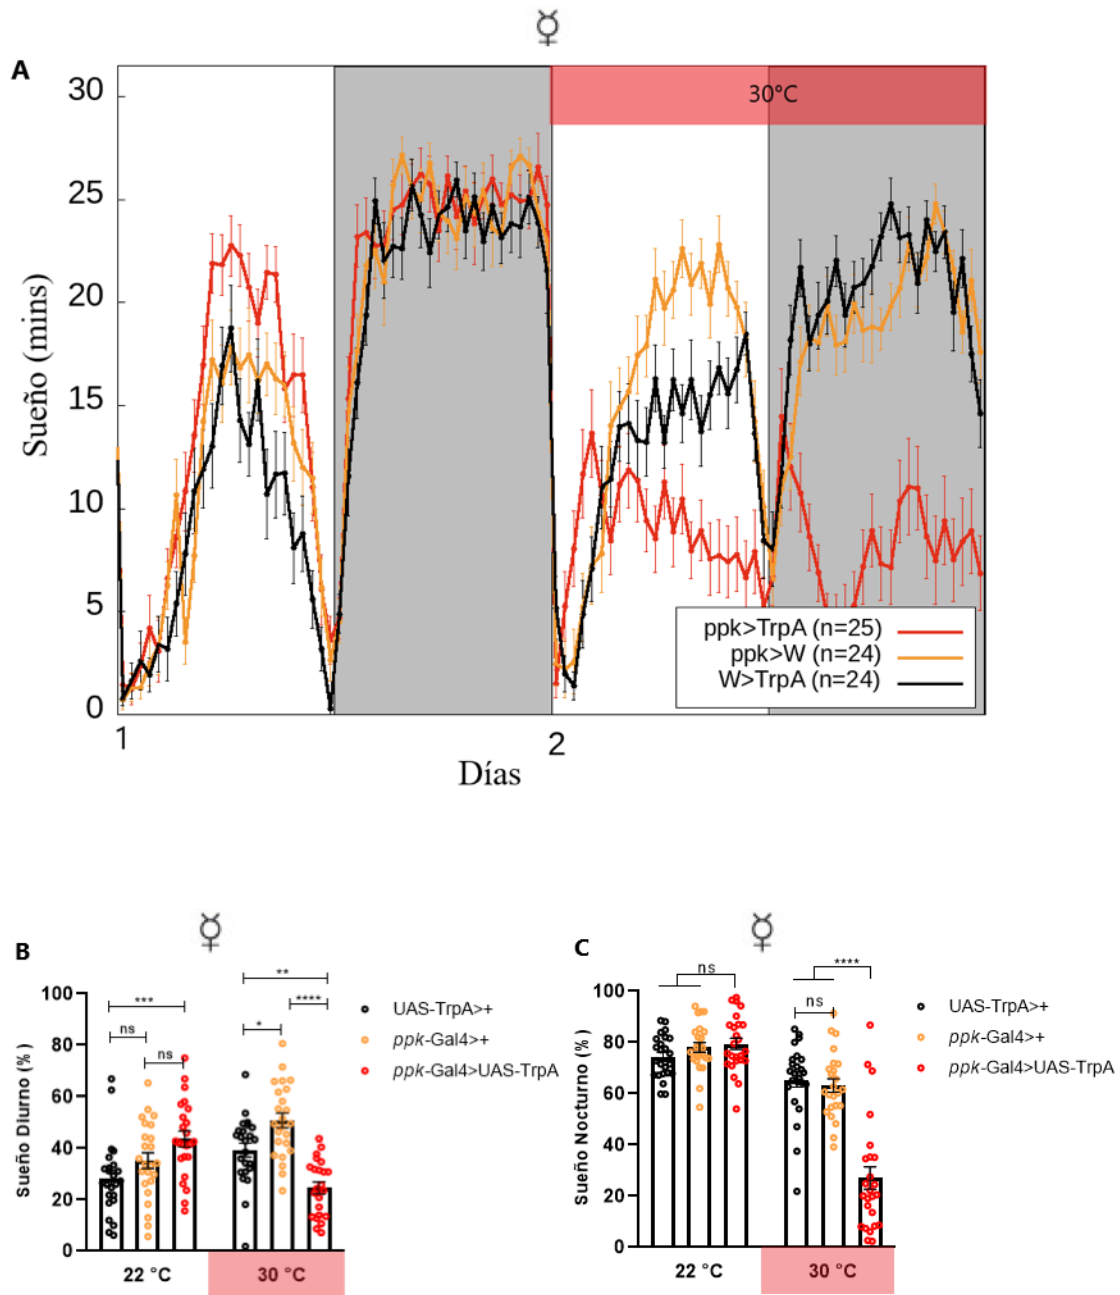 ☿
A
30°C
30
25
20
15
10
5
0
Sueño (mins)
ppk>TrpA (n=25)
ppk>W (n=24)
W>TrpA (n=24)
1
2
Días
☿
B
**
***
****
*
ns
ns
100
80
60
40
20
0
Sueño Diurno (%)
22 °C
30 °C
UAS-TrpA>+
ppk-Gal4>+
ppk-Gal4>UAS-TrpA
☿
C
ns
****
ns
100
80
60
40
20
0
Sueño Nocturno (%)
22 °C
30 °C
UAS-TrpA>+
ppk-Gal4>+
ppk-Gal4>UAS-TrpA